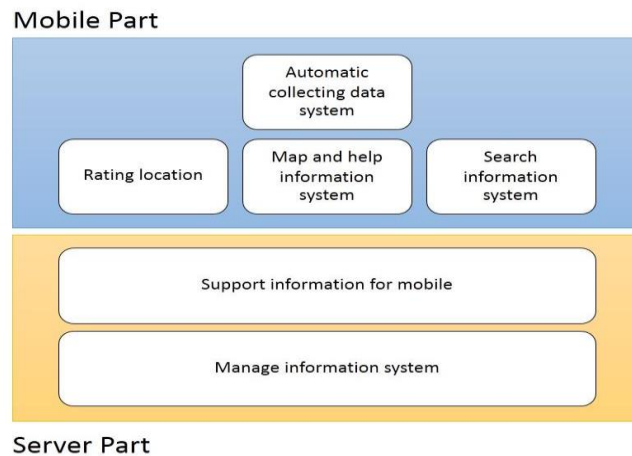 Mobile Part
Automatic
collecting data
system
Rating location
Map and help
information
system
Search
information
system
Support information for mobile
Manage information system
Server Part